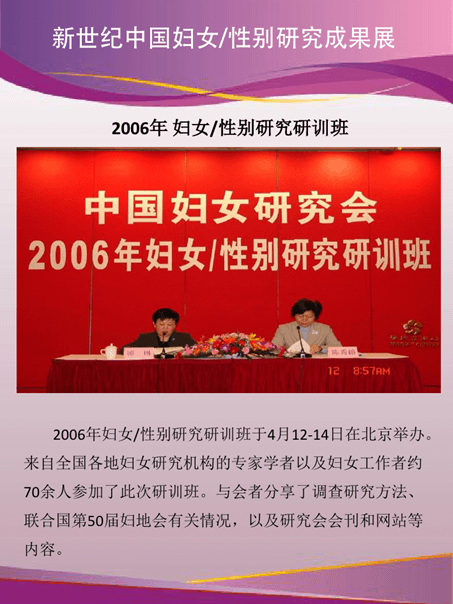 新世纪中国妇女/性别研究成果展
2006年 妇女/性别研究研训班
中国妇女研究会
2006年妇女/性别研究研训班
12 8:57AM
2006年妇女/性别研究研训班于4月12-14日在北京举办。
来自全国各地妇女研究机构的专家学者以及妇女工作者约
70余人参加了此次研训班。与会者分享了调查研究方法、
联合国第50届妇地会有关情况，以及研究会会刊和网站等
内容。